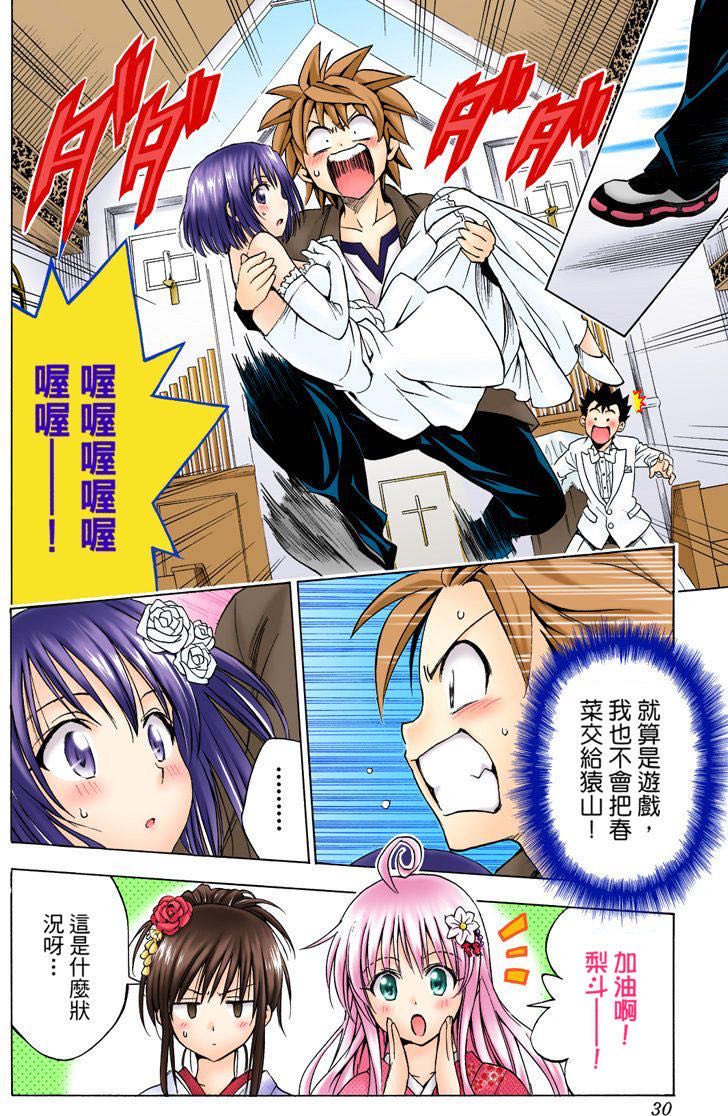 ダダダダ
喔喔喔喔喔
喔喔——！
就算是遊戲，
我也不會把春
菜交給猿山！
………
加油啊！
梨斗——！
這是什麼狀
況呀…
30